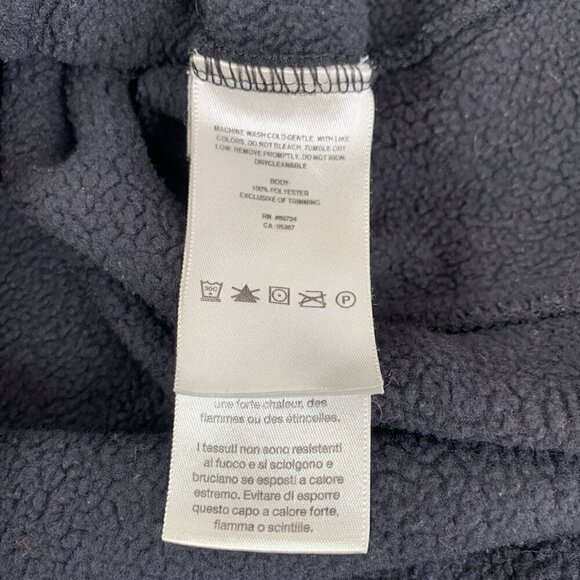 MACHINE WASH COLD GENTLE, WITH LIKE
COLORS. DO NOT BLEACH. TUMBLE DRY
LOW. REMOVE PROMPTLY. DO NOT IRON.
DRYCLEANABLE
BODY
100% POLYESTER
EXCLUSIVE OF TRIMMING
RN: #60724
CA: 05367
30C
P
une forte chaleur, des
flammes ou des étincelles.
I tessuti non sono resistenti
al fuoco e si sciolgono e
bruciano se esposti a calore
estremo. Evitare di esporre
questo capo a calore forte,
fiamma o scintille.